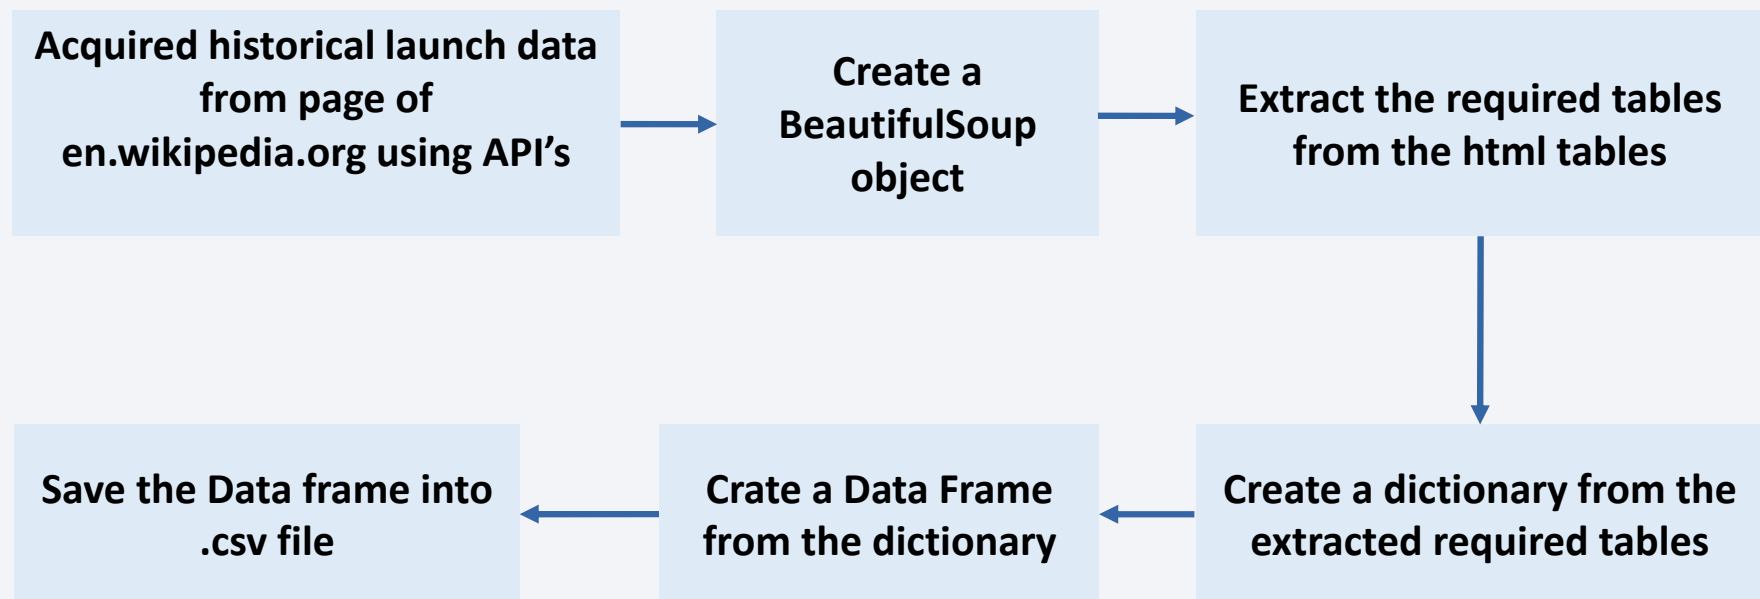 Acquired historical launch data
from page of
en.wikipedia.org using API’s
Create a
BeautifulSoup
object
Extract the required tables
from the html tables
Create a dictionary from the
extracted required tables
Crate a Data Frame
from the dictionary
Save the Data frame into
.csv file